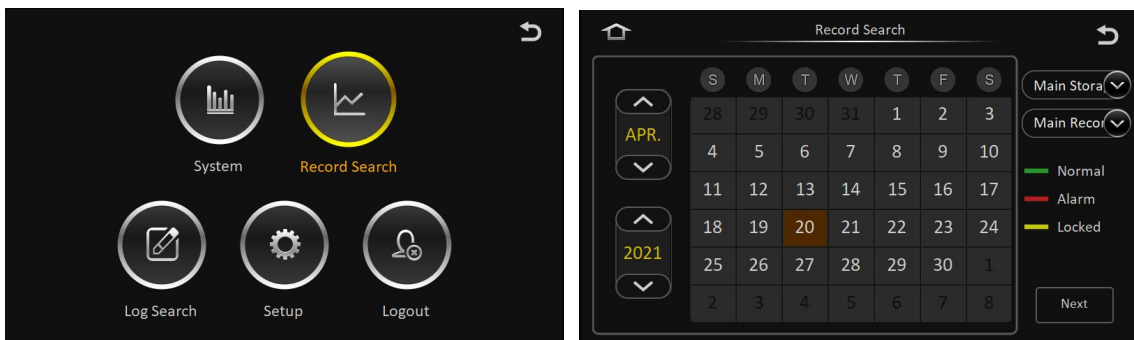 System
Record Search
Log Search
Setup
Logout
Record Search
S M T W T F S
28 29 30 31 1 2 3
4 5 6 7 8 9 10
11 12 13 14 15 16 17
18 19 20 21 22 23 24
25 26 27 28 29 30 1
2 3 4 5 6 7 8
APR.
2021
Main Stora
Main Recor
Normal
Alarm
Locked
Next